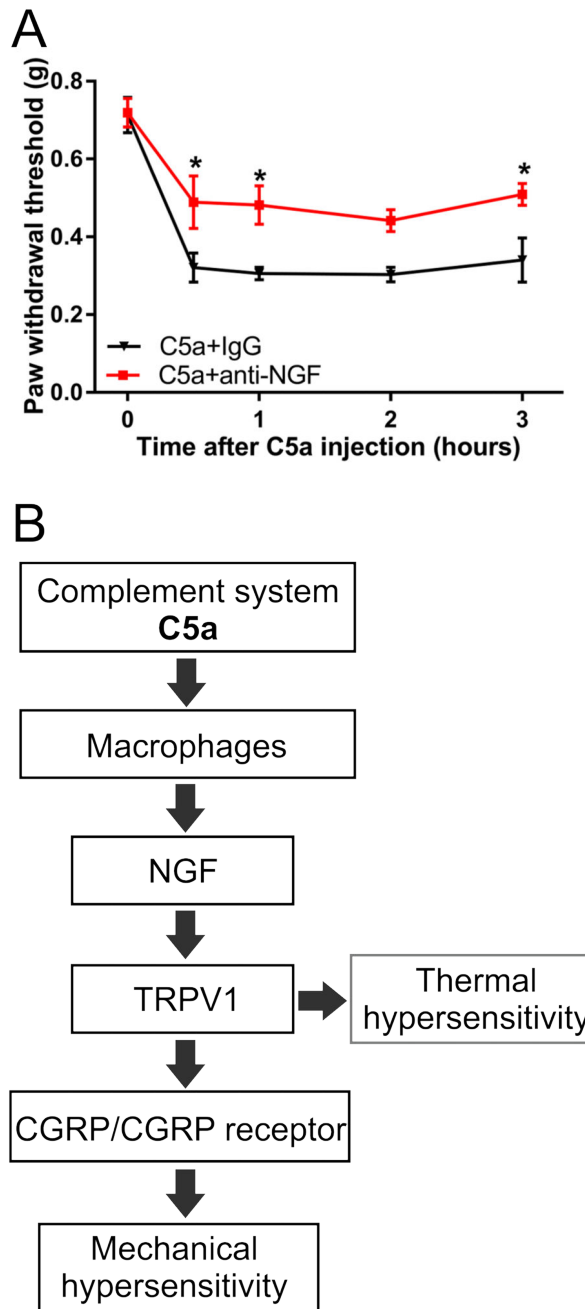 A
Paw withdrawal threshold (g)
0.8
0.6
0.4
0.2
0.0
*
*
*
C5a+IgG
C5a+anti-NGF
0
1
2
3
Time after C5a injection (hours)
B
Complement system
C5a
Macrophages
NGF
TRPV1
Thermal
hypersensitivity
CGRP/CGRP receptor
Mechanical
hypersensitivity